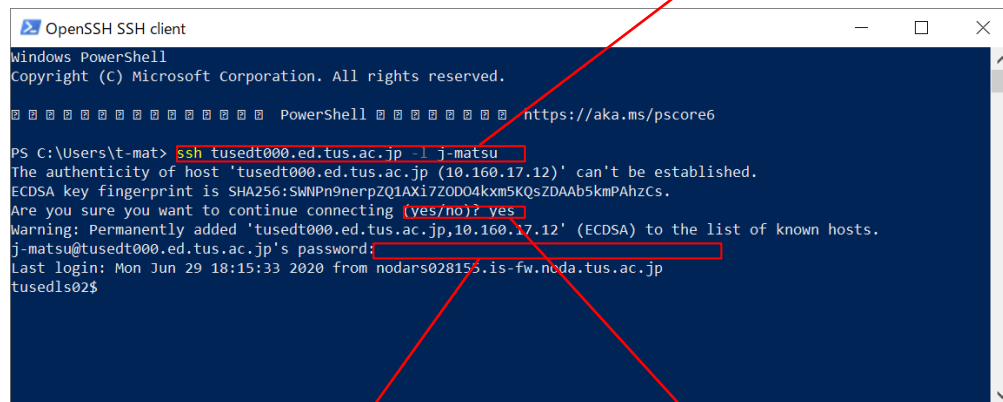 OpenSSH SSH client
Windows PowerShell
Copyright (C) Microsoft Corporation. All rights reserved.
PowerShell https://aka.ms/pscore6
PS C:\Users\t-mat> ssh tusedt000.ed.tus.ac.jp -l j-matsu
The authenticity of host 'tusedt000.ed.tus.ac.jp (10.160.17.12)' can't be established.
ECDSA key fingerprint is SHA256:SWNPn9nerpZQ1AXi7ZODO4kxm5KQsZDAAb5kmPAhzCs.
Are you sure you want to continue connecting (yes/no)? yes
Warning: Permanently added 'tusedt000.ed.tus.ac.jp,10.160.17.12' (ECDSA) to the list of known hosts.
j-matsu@tusedt000.ed.tus.ac.jp's password:
Last login: Mon Jun 29 18:15:33 2020 from nodars028155.is-fw.noda.tus.ac.jp
tusedls02$